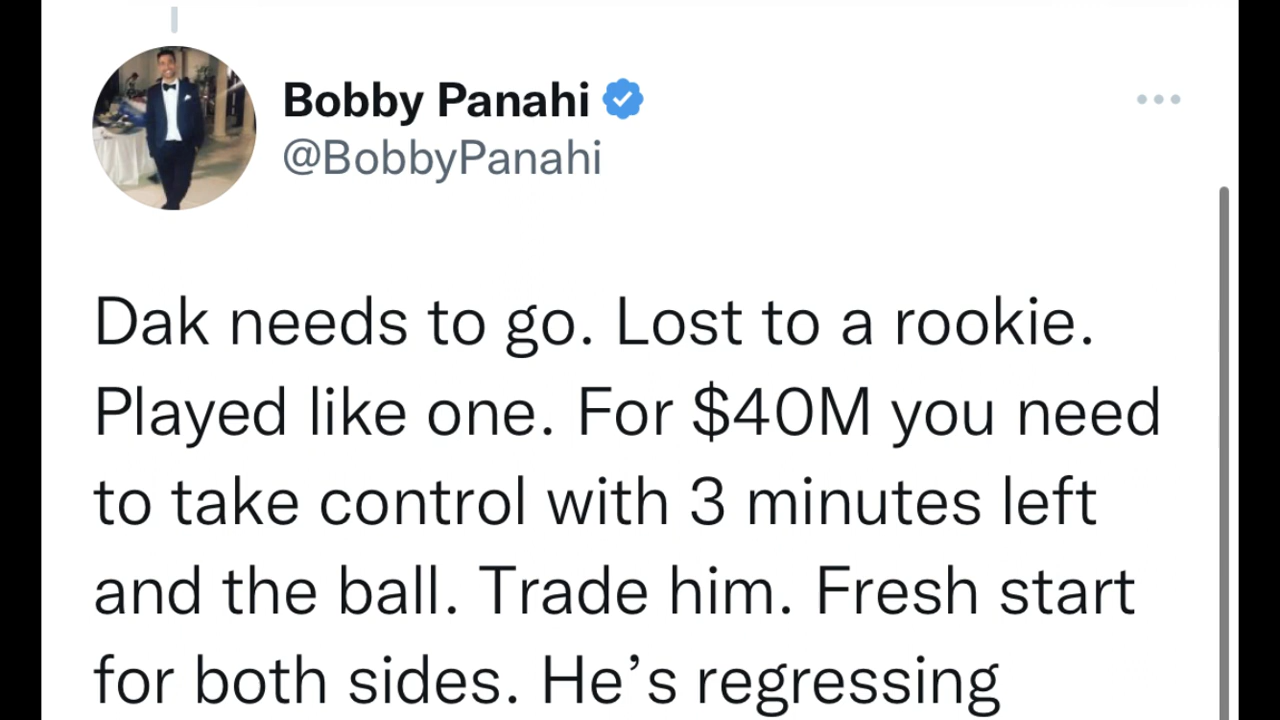 Bobby Panahi
@BobbyPanahi
Dak needs to go. Lost to a rookie.
Played like one. For $40M you need
to take control with 3 minutes left
and the ball. Trade him. Fresh start
for both sides. He’s regressing